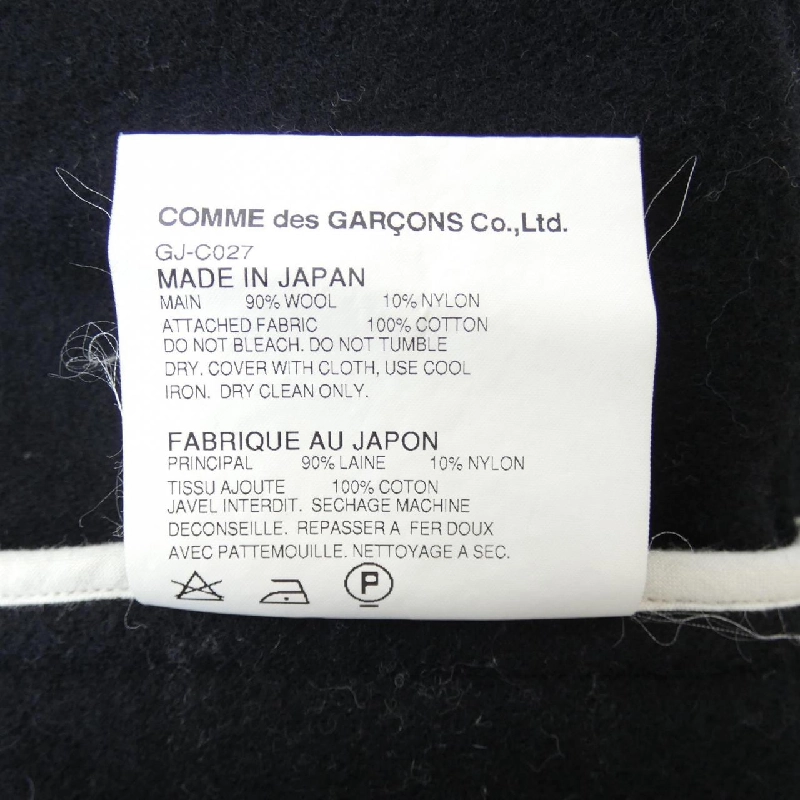 COMME des GARÇONS Co.,Ltd.
GJ-C027
MADE IN JAPAN
MAIN 90% WOOL 10% NYLON
ATTACHED FABRIC 100% COTTON
DO NOT BLEACH. DO NOT TUMBLE
DRY. COVER WITH CLOTH, USE COOL
IRON. DRY CLEAN ONLY.
FABRIQUE AU JAPON
PRINCIPAL 90% LAINE 10% NYLON
TISSU AJOUTE 100% COTON
JAVEL INTERDIT. SECHAGE MACHINE
DECONSEILLE. REPASSER A FER DOUX
AVEC PATTEMOUILLE. NETTOYAGE A SEC.
P